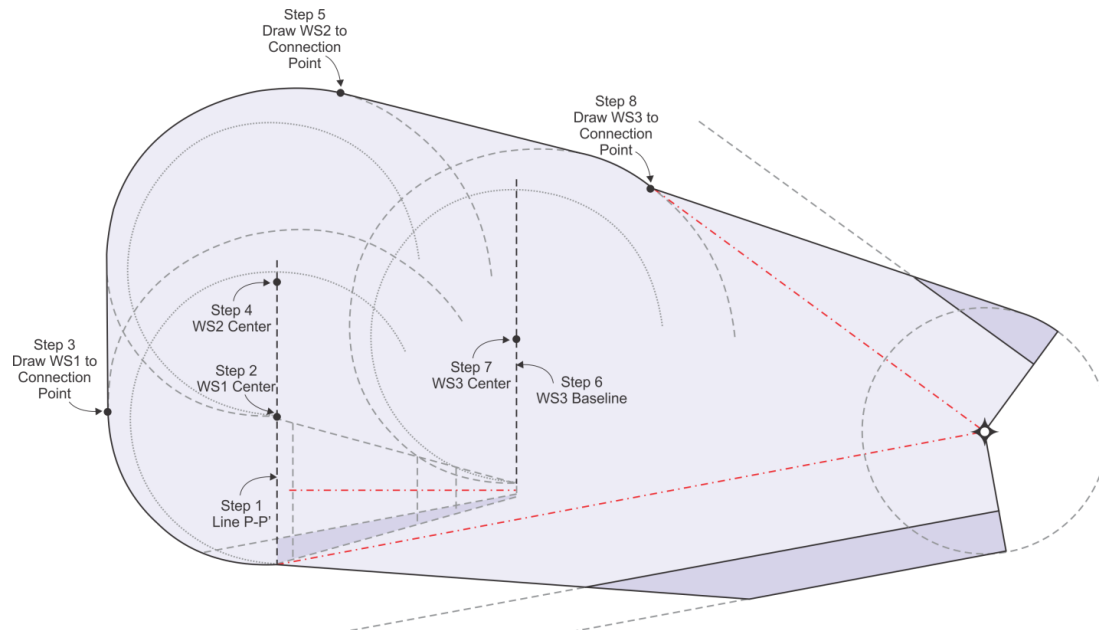 Step 5
Draw WS2 to
Connection
Point
Step 8
Draw WS3 to
Connection
Point
Step 4
WS2 Center
Step 3
Draw WS1 to
Connection
Point
Step 2
WS1 Center
Step 7
WS3 Center
Step 6
WS3 Baseline
Step 1
Line P-P'